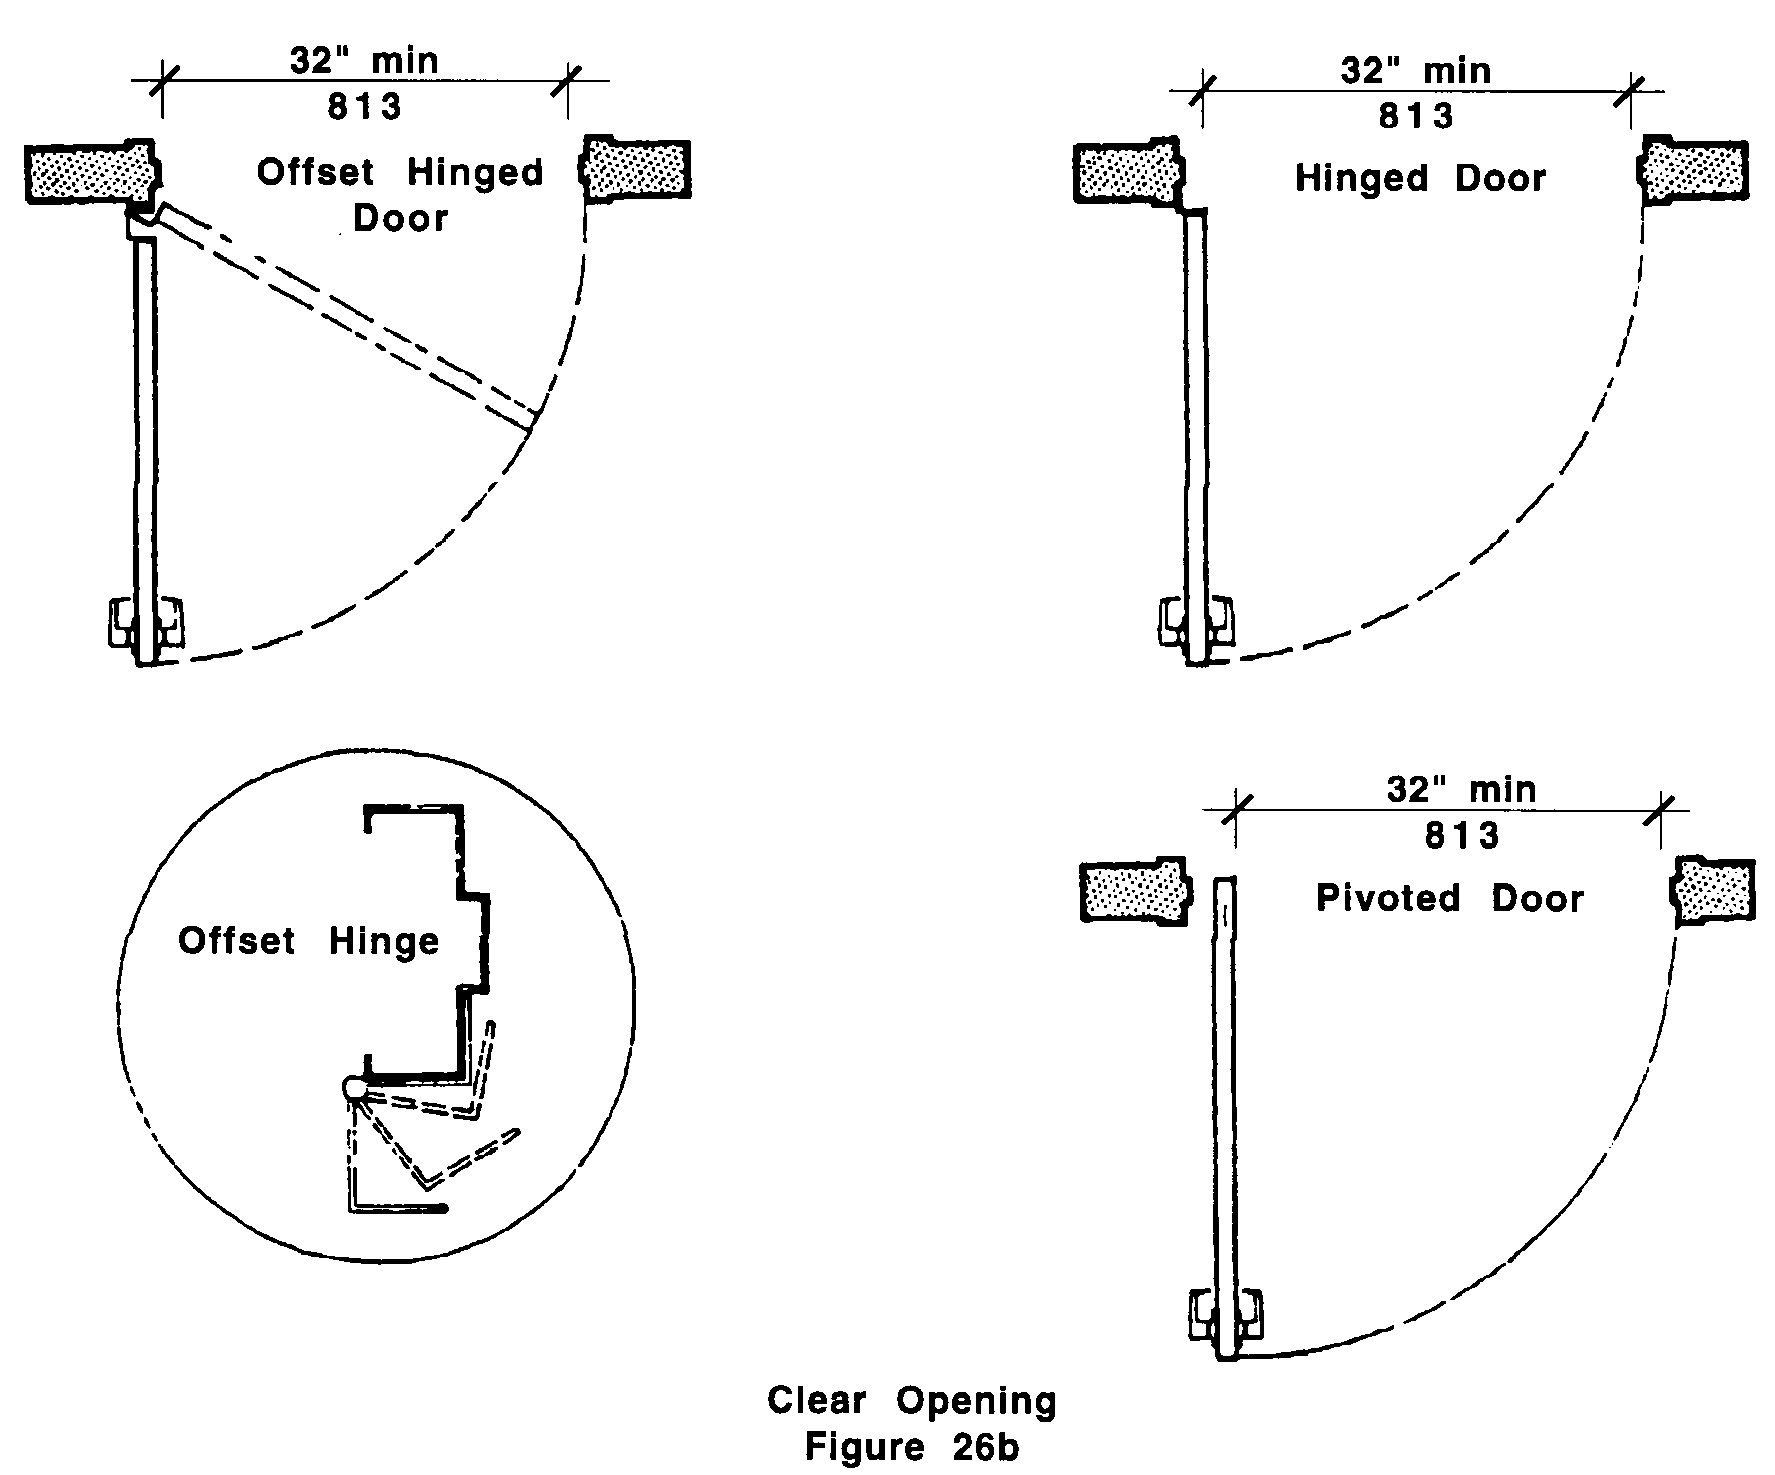 32" min
813
Offset Hinged
Door
32" min
813
Hinged Door
Offset Hinge
32" min
813
Pivoted Door
Clear Opening
Figure 26b